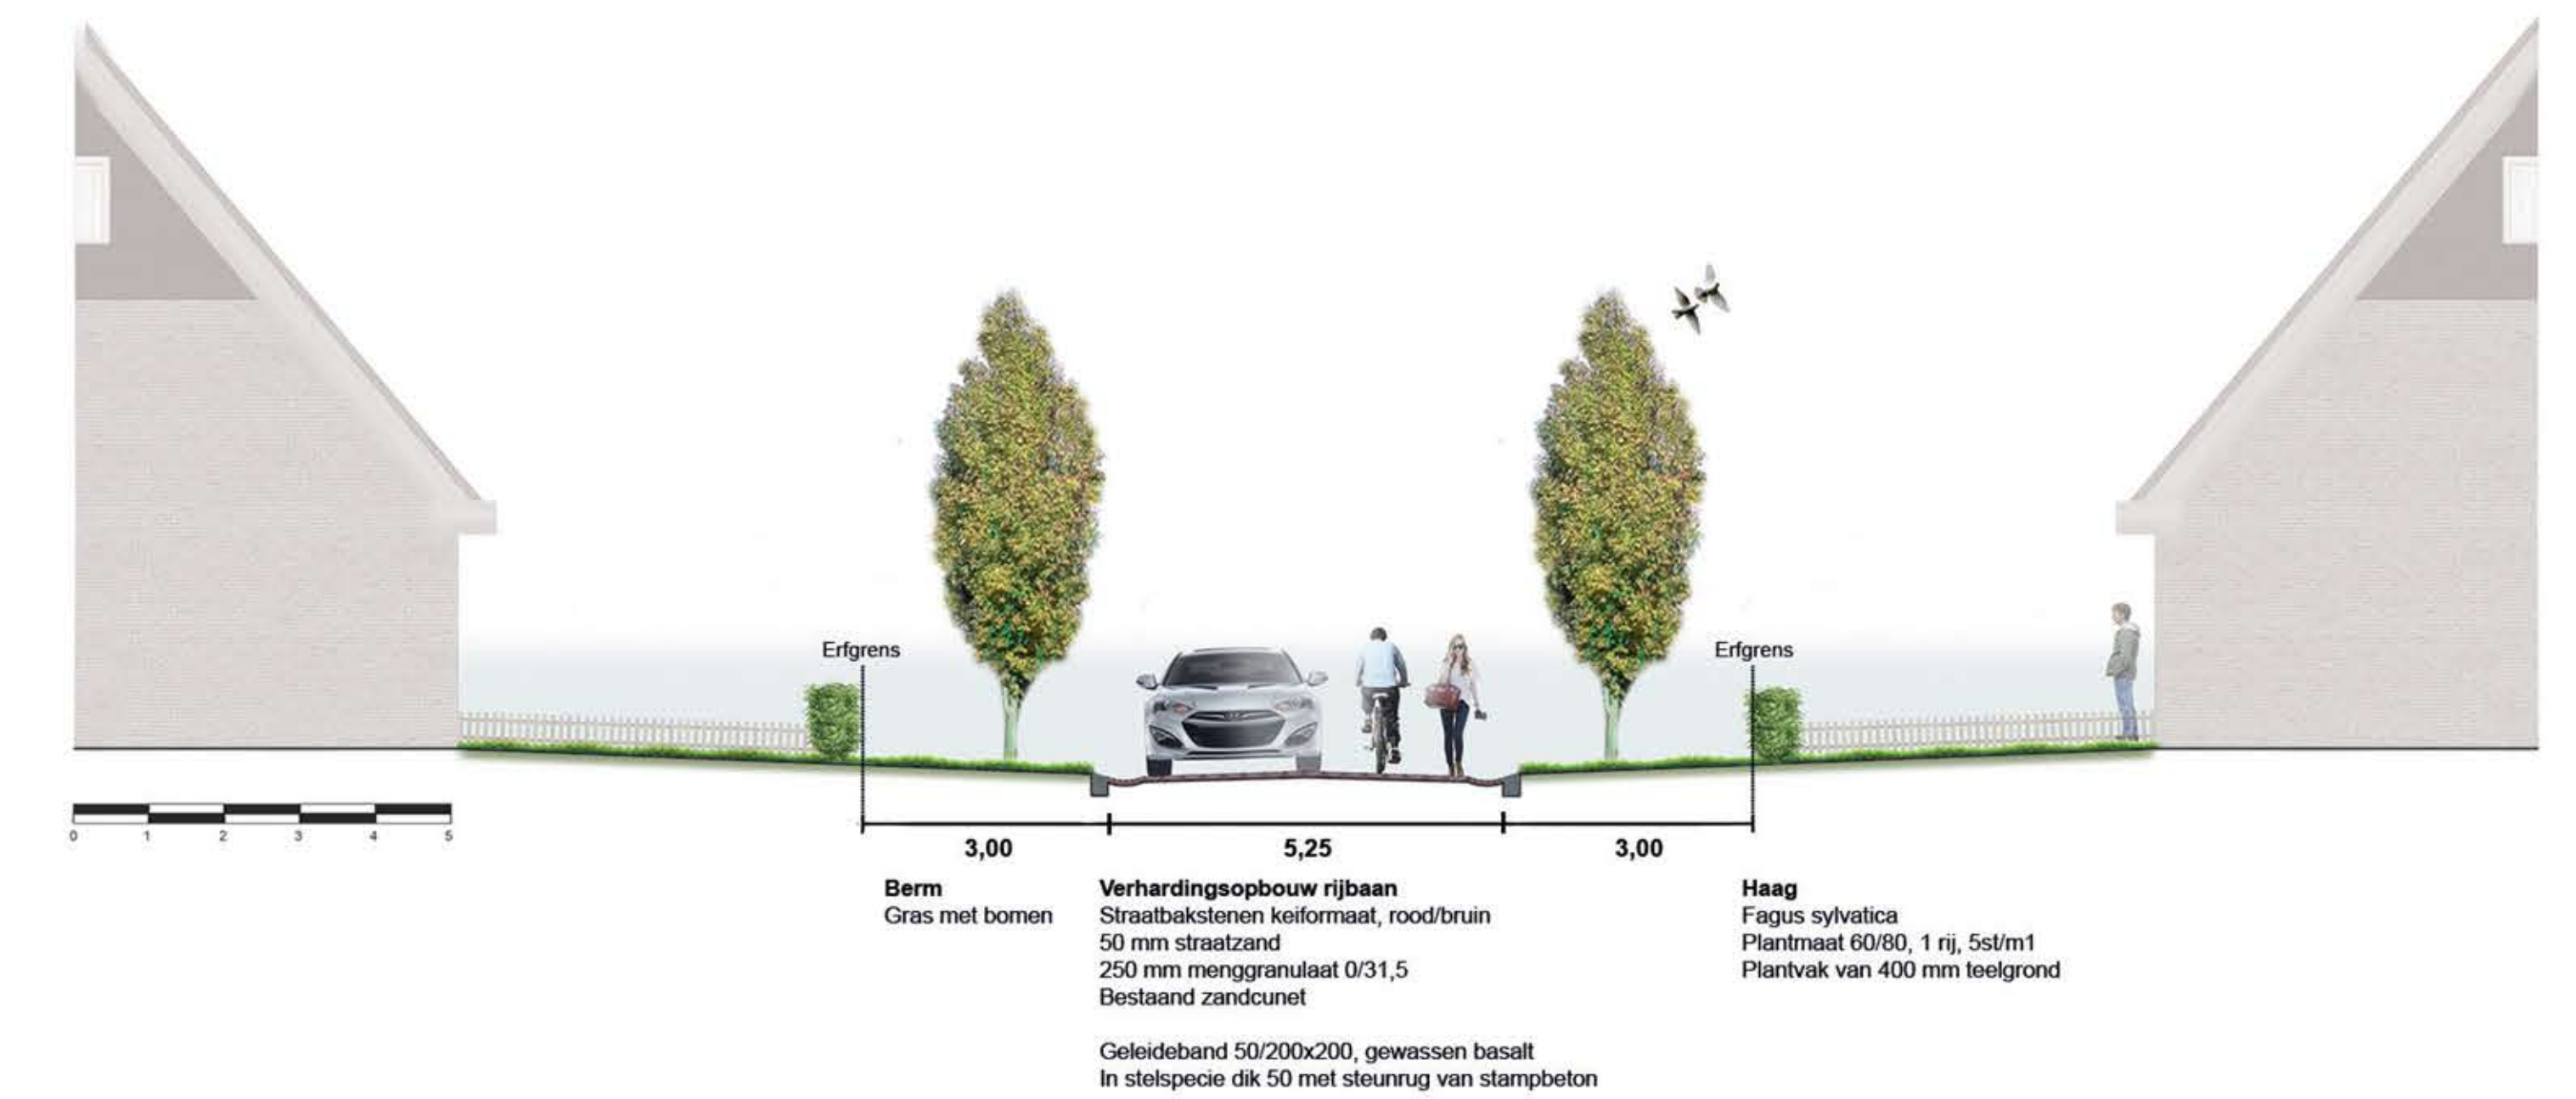 Erfgrens
Erfgrens
0 1 2 3 4 5
3,00
5,25
3,00
Berm
Gras met bomen
Verhardingsopbouw rijbaan
Straatbakstenen keiformaat, rood/bruin
50 mm straatzand
250 mm menggranulaat 0/31,5
Bestaand zandcunet
Geleideband 50/200x200, gewassen basalt
In stelspecie dik 50 met steunrug van stampbeton
Haag
Fagus sylvatica
Plantmaat 60/80, 1 rij, 5st/m1
Plantvak van 400 mm teelgrond